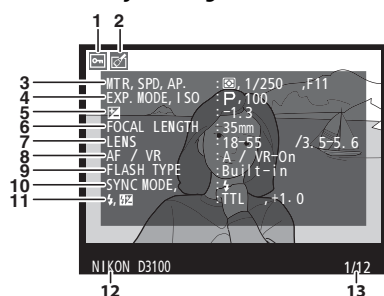 1 2
3 MTR, SPD, AP. : , 1/250 , F11
4 EXP. MODE, ISO : P, 100
5 : -1.3
6 FOCAL LENGTH : 35mm
7 LENS : 18-55 /3.5-5.6
8 AF / VR : A / VR-On
9 FLASH TYPE : Built-in
10 SYNC MODE, :
11 , : TTL , +1.0
NIKON D3100 1/12
12 13